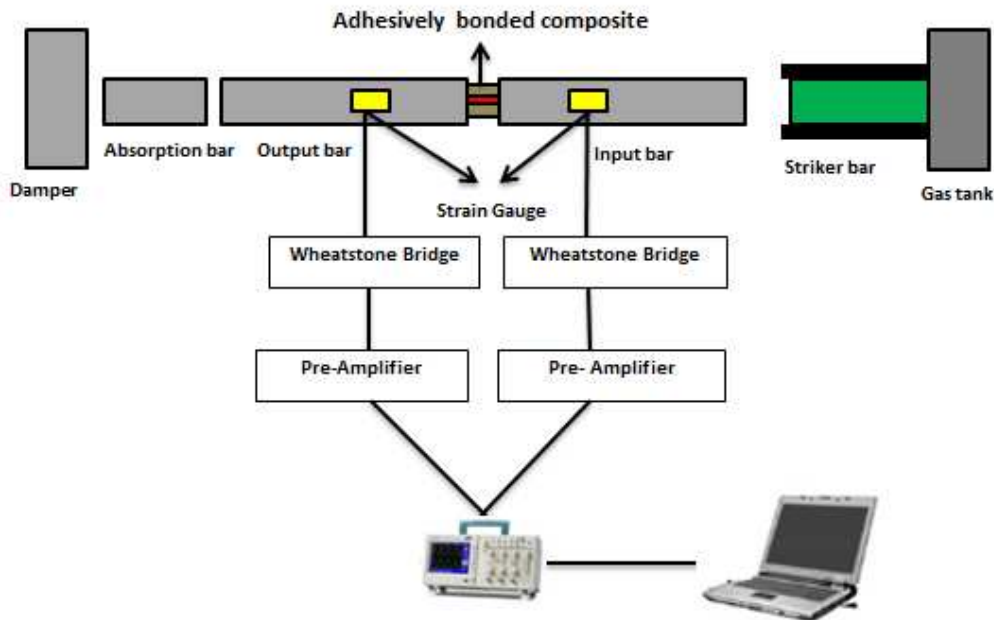 Adhesively bonded composite
Absorption bar
Output bar
Input bar
Striker bar
Damper
Gas tank
Strain Gauge
Wheatstone Bridge
Wheatstone Bridge
Pre-Amplifier
Pre- Amplifier